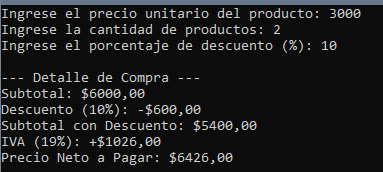 Ingrese el precio unitario del producto: 3000
Ingrese la cantidad de productos: 2
Ingrese el porcentaje de descuento (%): 10
--- Detalle de Compra ---
Subtotal: $6000,00
Descuento (10%): -$600,00
Subtotal con Descuento: $5400,00
IVA (19%): +$1026,00
Precio Neto a Pagar: $6426,00